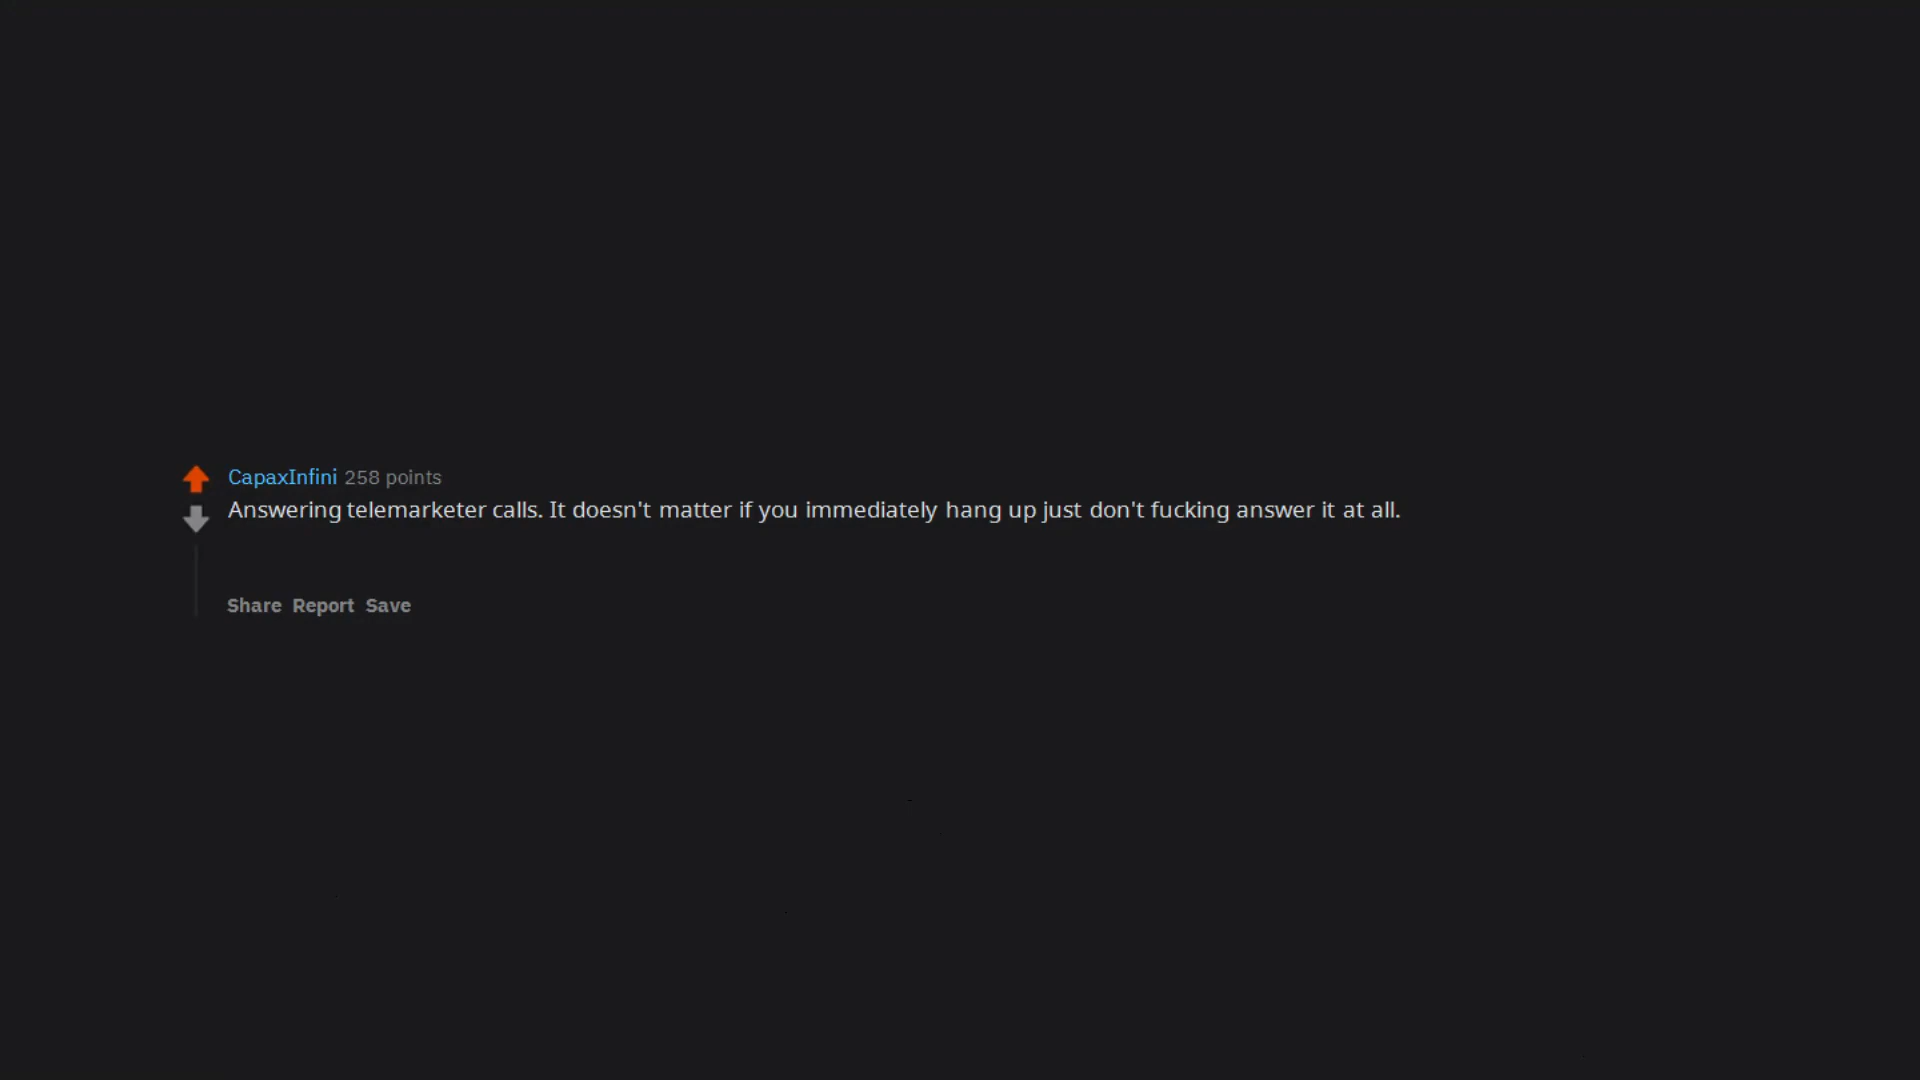 CapaxInfini 258 points
Answering telemarketer calls. It doesn't matter if you immediately hang up just don't fucking answer it at all.
Share Report Save